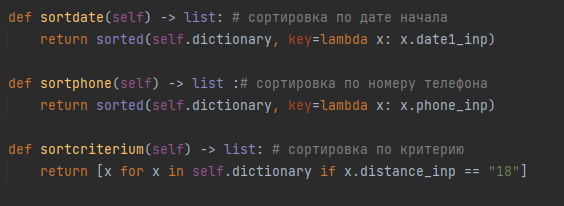 def sortdate(self) -> list: # сортировка по дате начала
    return sorted(self.dictionary, key=lambda x: x.date1_inp)
def sortphone(self) -> list :# сортировка по номеру телефона
    return sorted(self.dictionary, key=lambda x: x.phone_inp)
def sortcriterium(self) -> list: # сортировка по критерию
    return [x for x in self.dictionary if x.distance_inp == "18"]